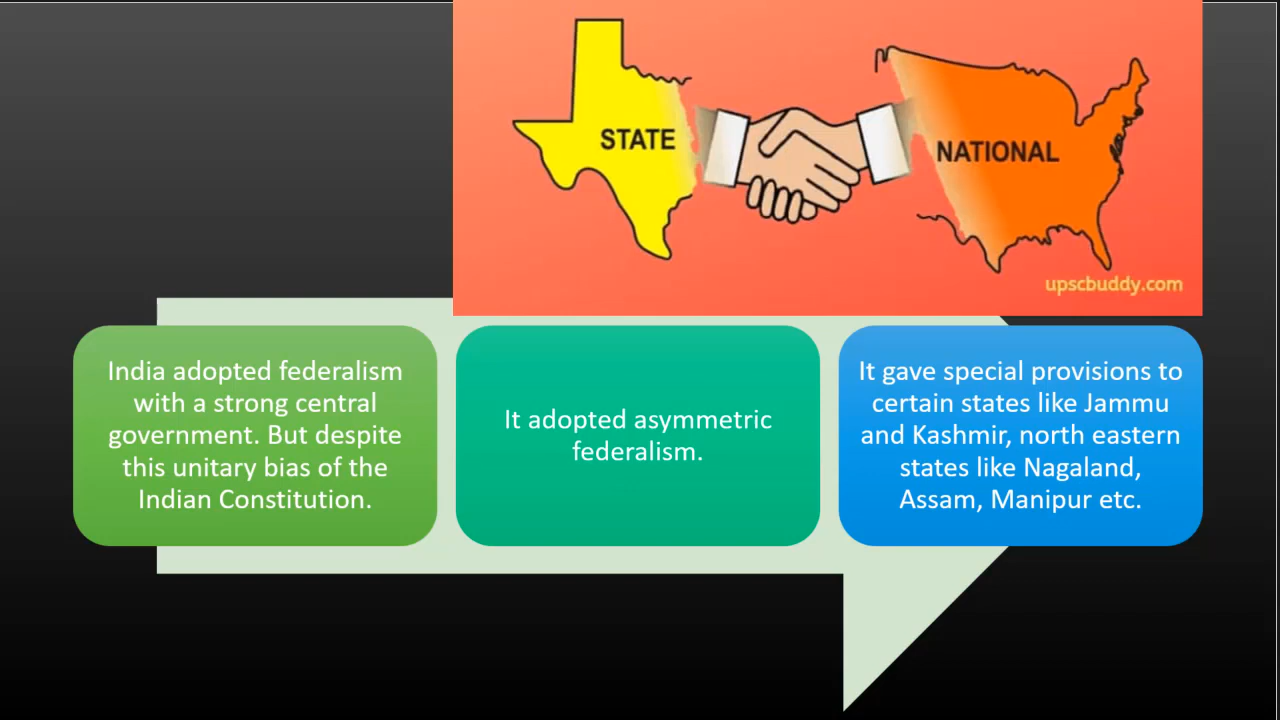 STATE
NATIONAL
upscbuddy.com
India adopted federalism
with a strong central
government. But despite
this unitary bias of the
Indian Constitution.
It adopted asymmetric
federalism.
It gave special provisions to
certain states like Jammu
and Kashmir, north eastern
states like Nagaland,
Assam, Manipur etc.